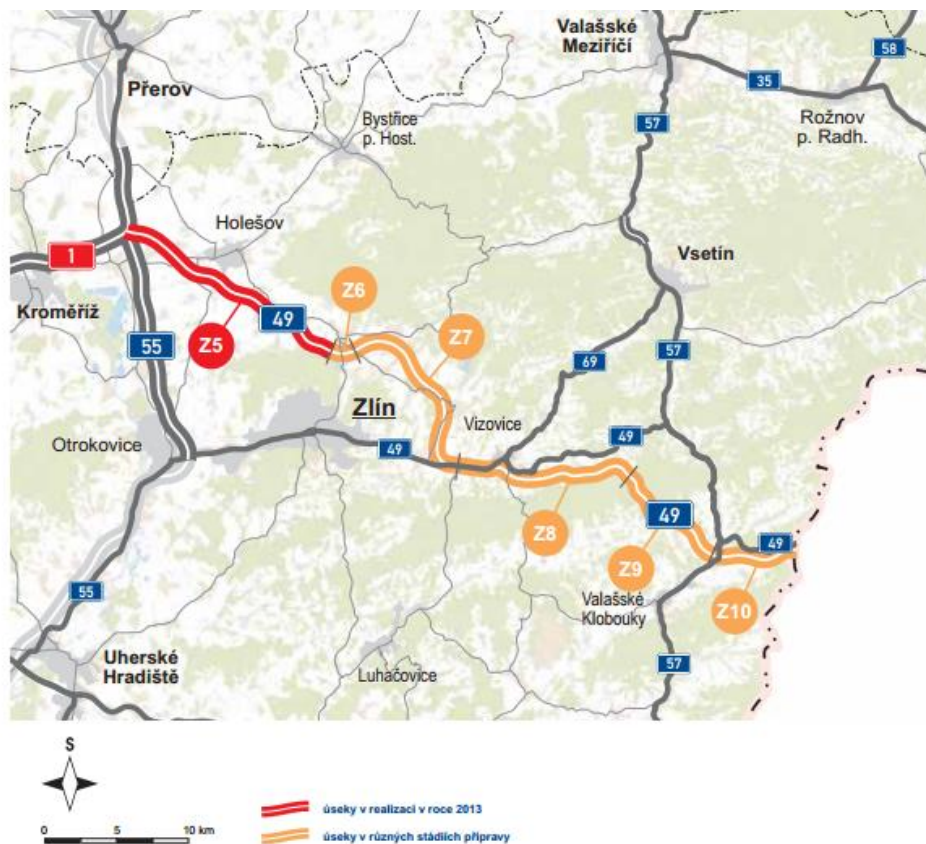 Valašské
Meziříčí
58
Přerov
35
Bystřice
p. Host.
57
Rožnov
p. Radh.
Holešov
1
Vsetín
Z6
Kroměříž
49
55
Z5
Z7
57
69
Zlín
Vizovice
Otrokovice
49
49
49
Z8
49
Z9
55
Valašské
Klobouky
Z10
Uherské
Hradiště
Luhačovice
57
S
úseky v realizaci v roce 2013
0 5 10 km
úseky v různých stádiích přípravy